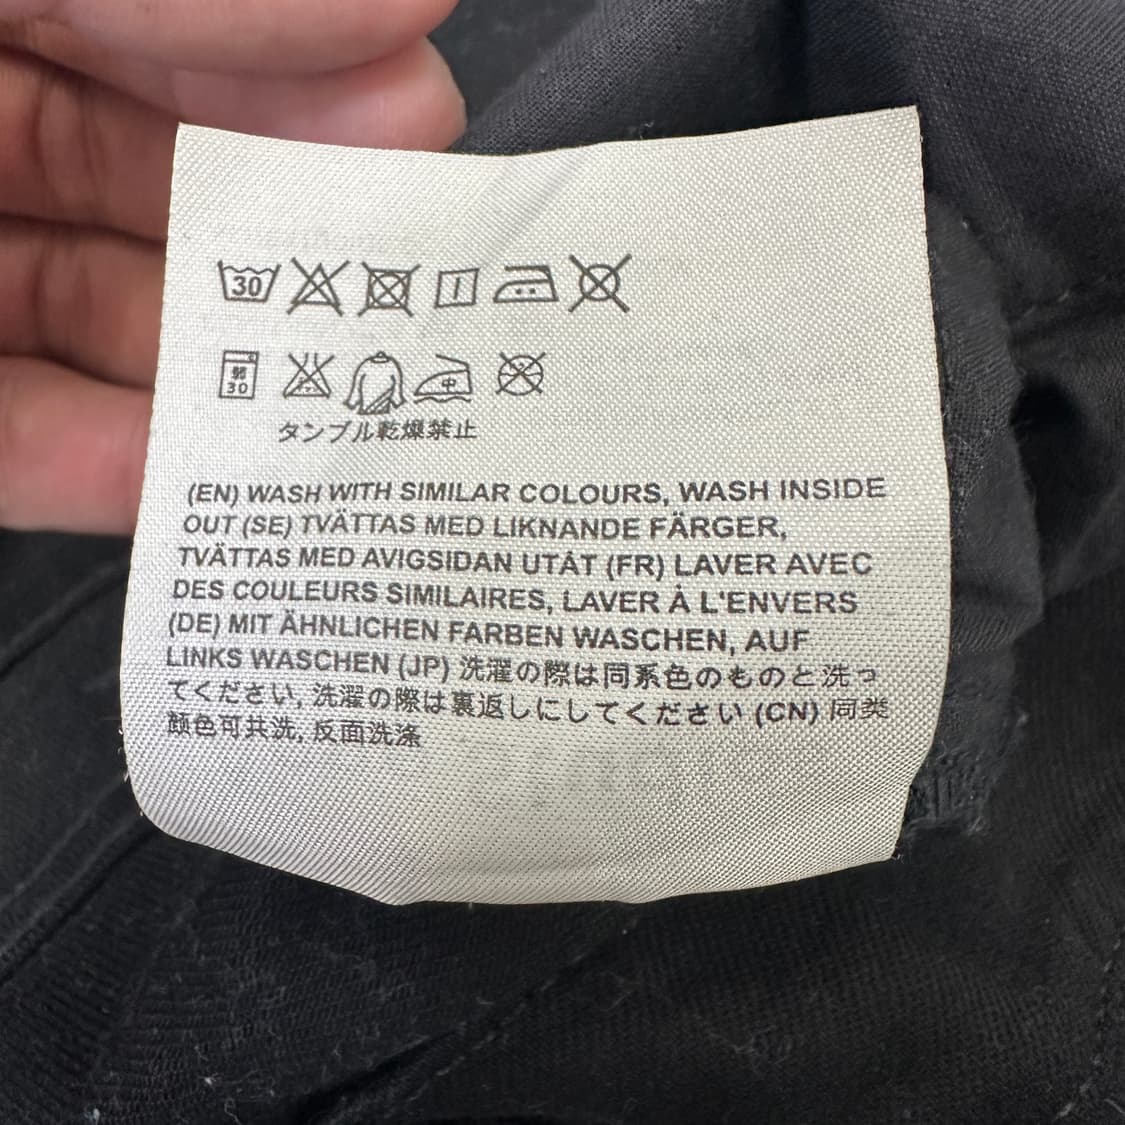 30
30 中
タンブル乾燥禁止
(EN) WASH WITH SIMILAR COLOURS, WASH INSIDE
OUT (SE) TVÄTTAS MED LIKNANDE FÄRGER,
TVÄTTAS MED AVIGSIDAN UTÅT (FR) LAVER AVEC
DES COULEURS SIMILAIRES, LAVER À L'ENVERS
(DE) MIT ÄHNLICHEN FARBEN WASCHEN, AUF
LINKS WASCHEN (JP) 洗濯の際は同系色のものと洗っ
てください, 洗濯の際は裏返しにしてください (CN) 同类
颜色可共洗, 反面洗涤